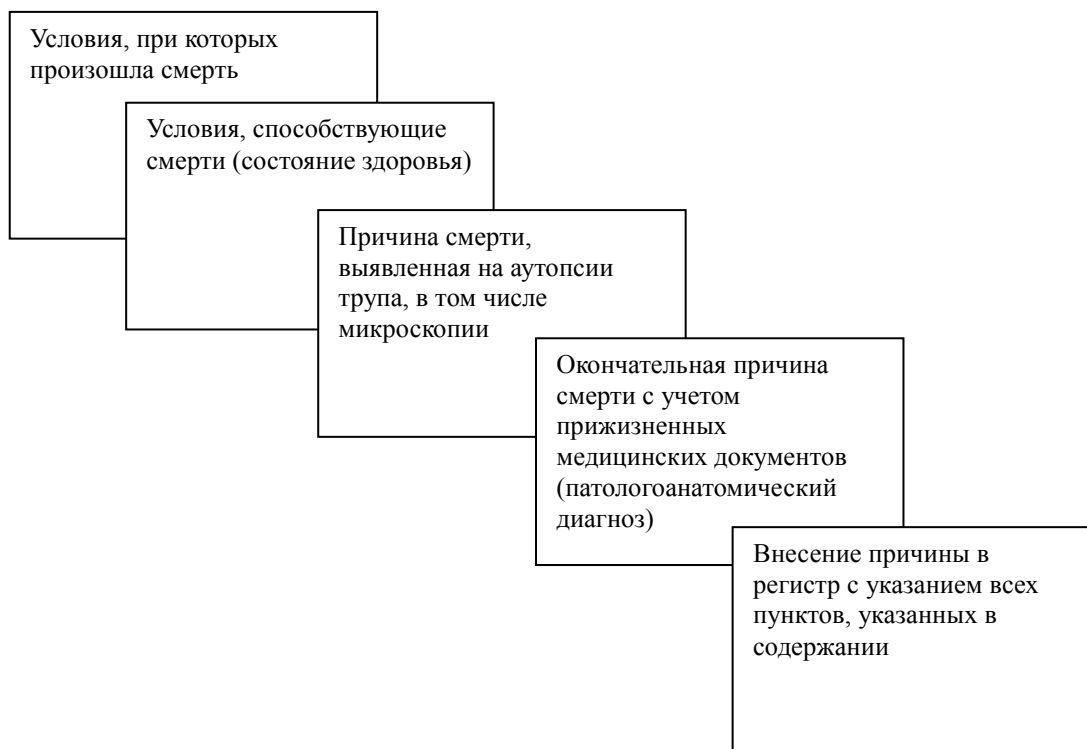 Условия, при которых
произошла смерть
Условия, способствующие
смерти (состояние здоровья)
Причина смерти,
выявленная на аутопсии
трупа, в том числе
микроскопии
Окончательная причина
смерти с учетом
прижизненных
медицинских документов
(патологоанатомический
диагноз)
Внесение причины в
регистр с указанием всех
пунктов, указанных в
содержании